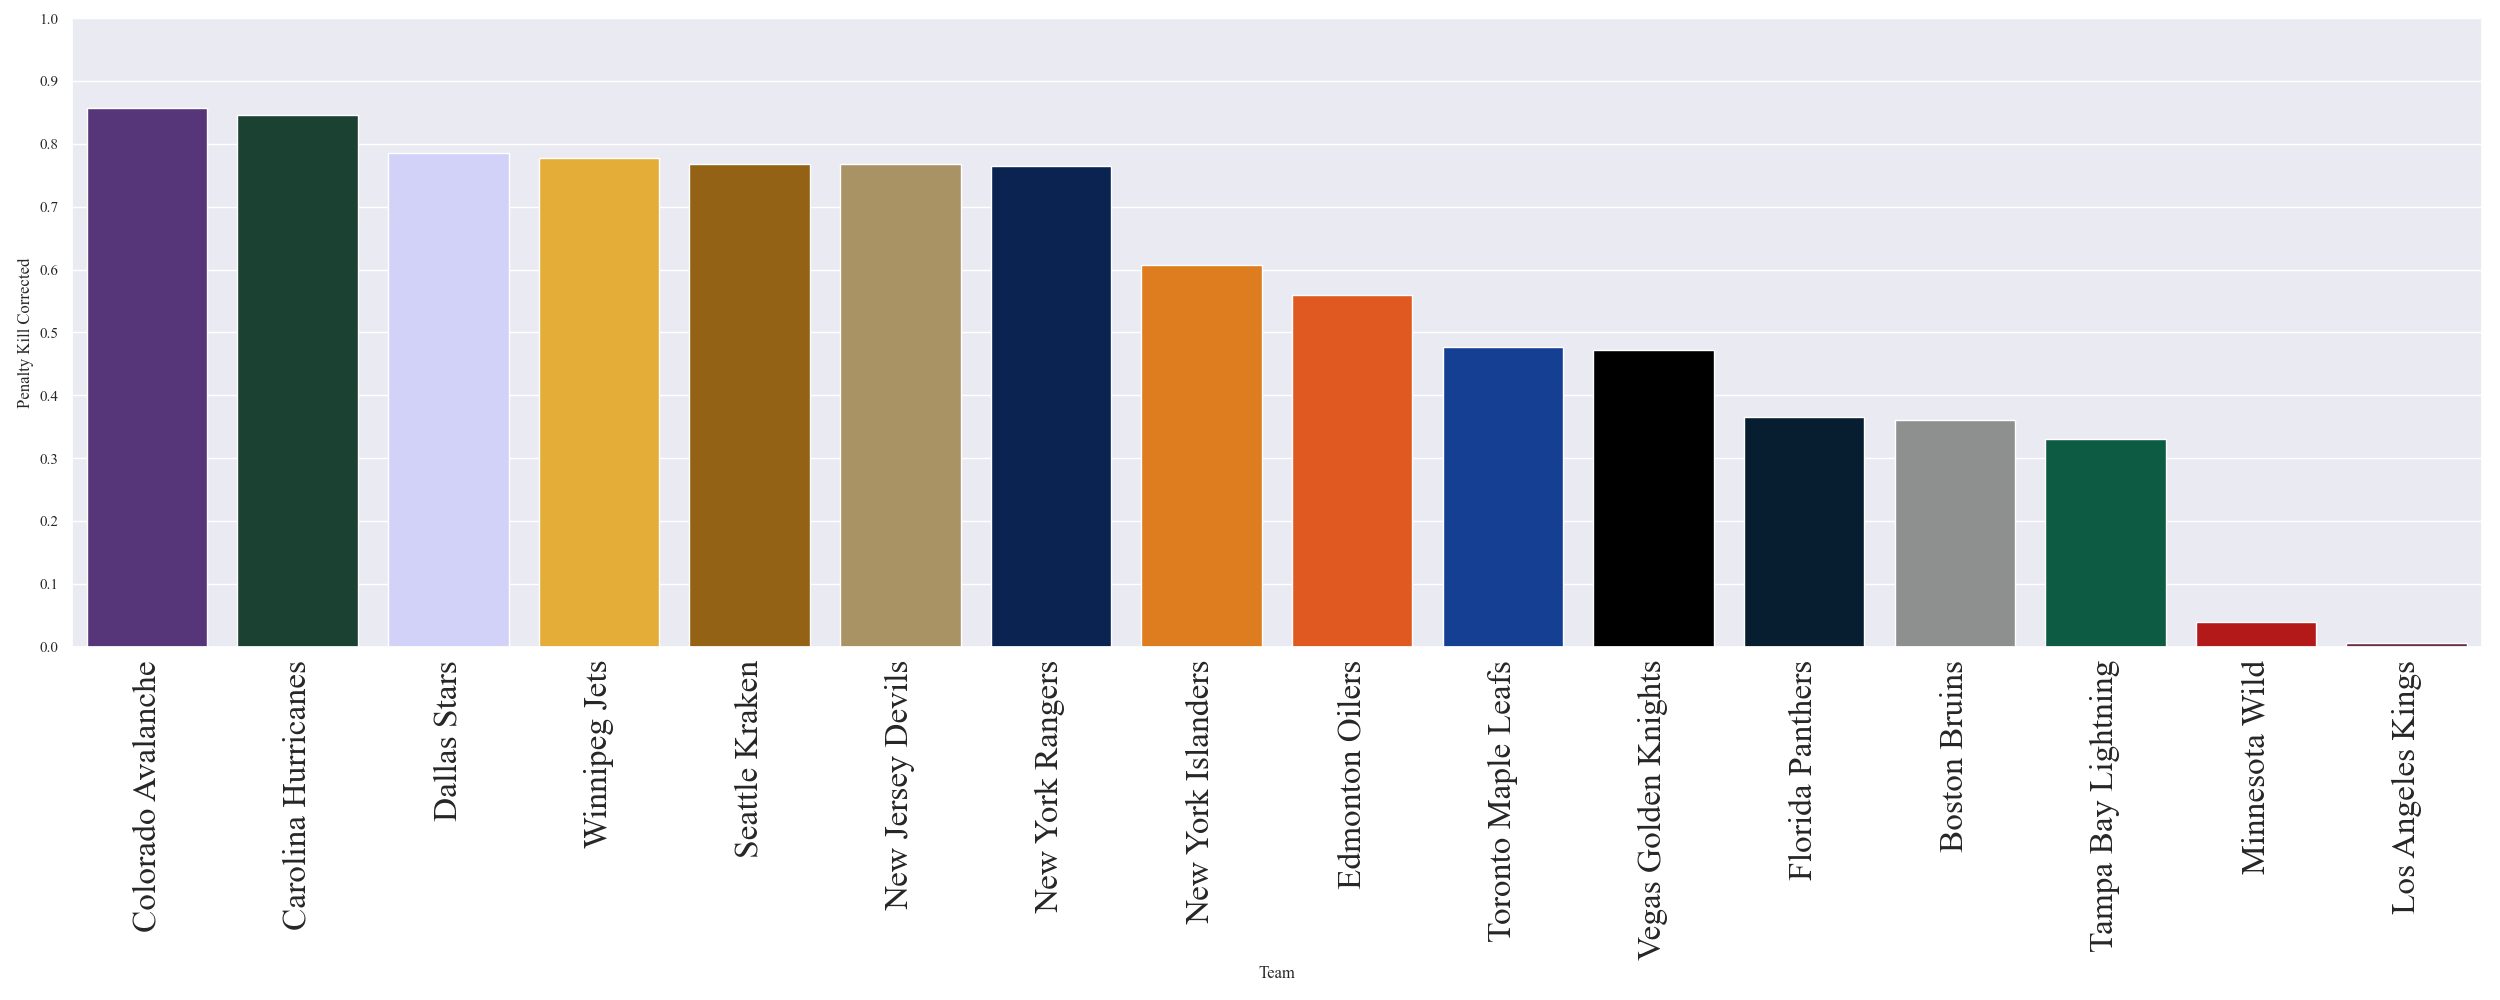 1.0
0.9
0.8
0.7
0.6
0.5
0.4
0.3
0.2
0.1
0.0
Penalty Kill Corrected
Colorado Avalanche
Carolina Hurricanes
Dallas Stars
Winnipeg Jets
Seattle Kraken
New Jersey Devils
New York Rangers
New York Islanders
Edmonton Oilers
Toronto Maple Leafs
Vegas Golden Knights
Florida Panthers
Boston Bruins
Tampa Bay Lightning
Minnesota Wild
Los Angeles Kings
Team